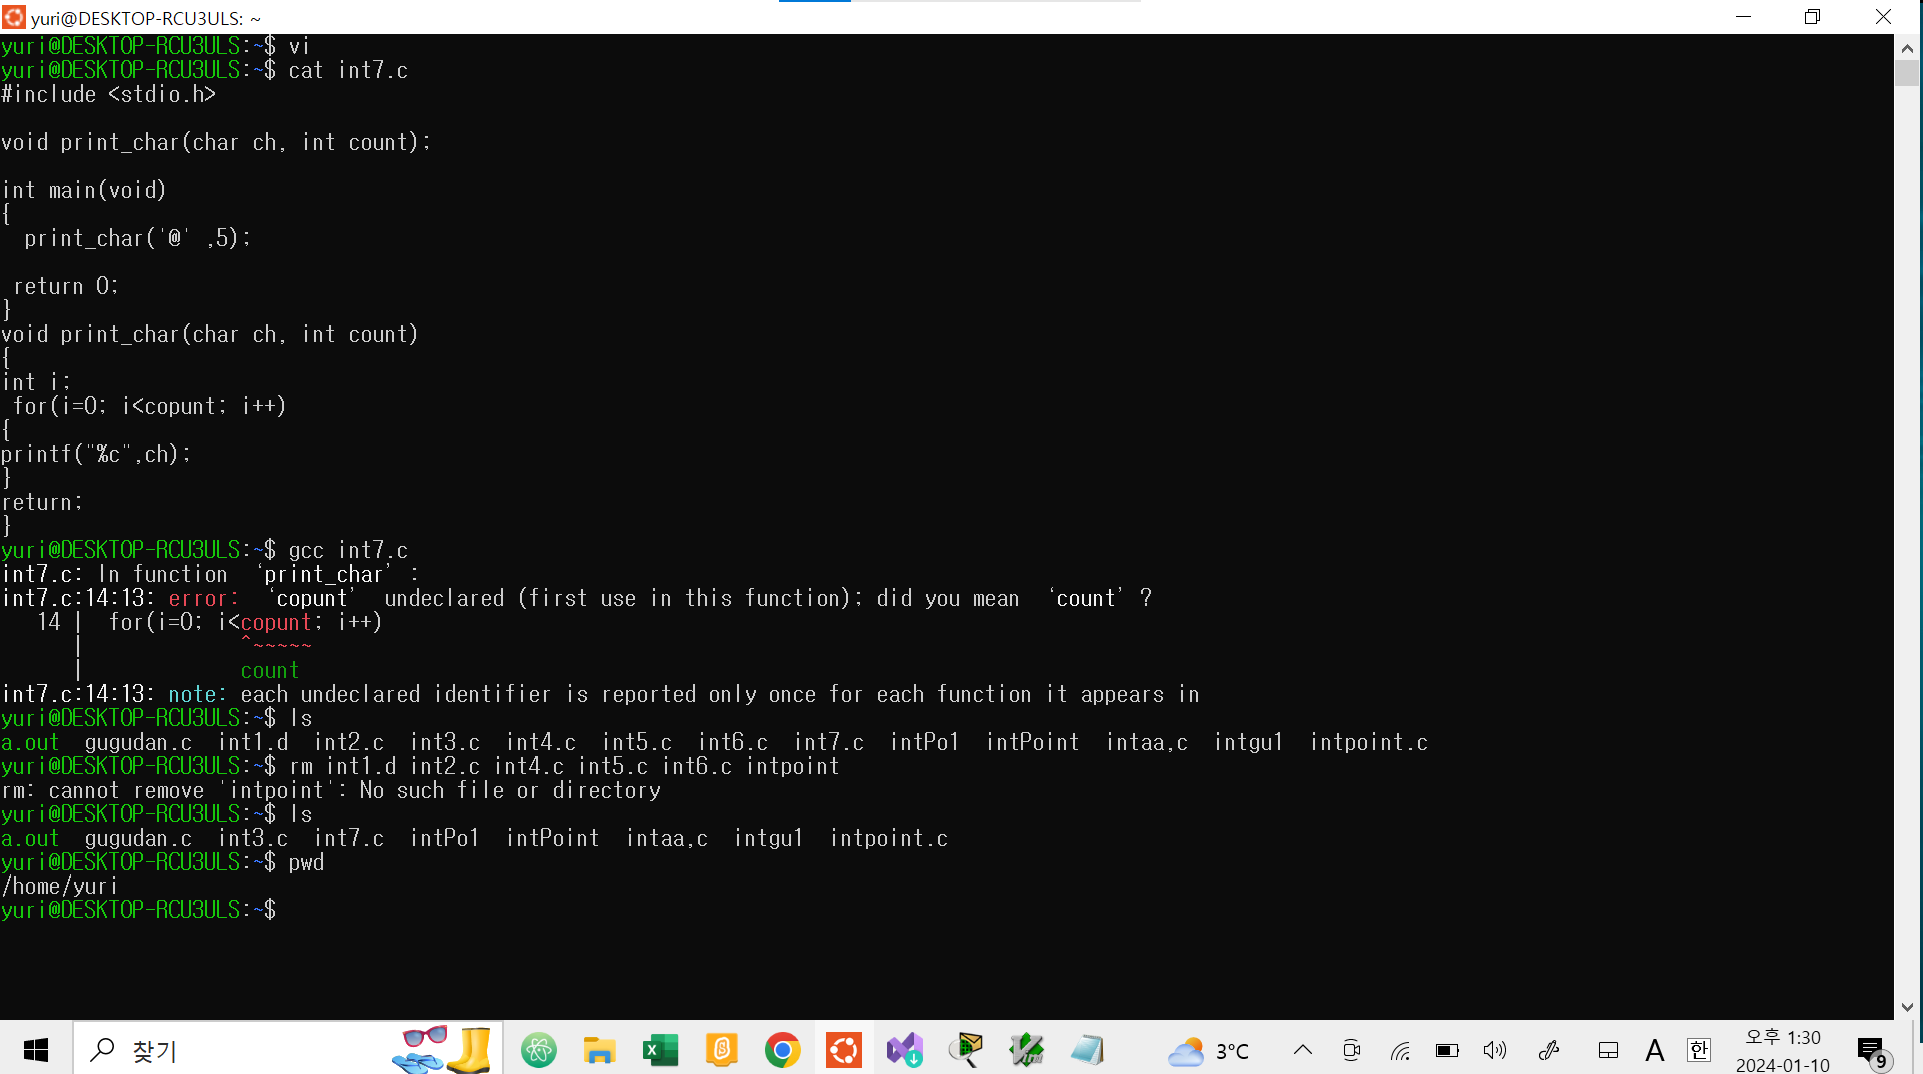 yuri@DESKTOP-RCU3ULS: ~
yuri@DESKTOP-RCU3ULS:~$ vi
yuri@DESKTOP-RCU3ULS:~$ cat int7.c
#include <stdio.h>
void print_char(char ch, int count);
int main(void)
{
  print_char('@' ,5);
 return 0;
}
void print_char(char ch, int count)
{
int i;
 for(i=0; i<copunt; i++)
{
printf("%c",ch);
}
return;
}
yuri@DESKTOP-RCU3ULS:~$ gcc int7.c
int7.c: In function ‘print_char’:
int7.c:14:13: error: ‘copunt’ undeclared (first use in this function); did you mean ‘count’?
   14 |  for(i=0; i<copunt; i++)
      |             ^~~~~~
      |             count
int7.c:14:13: note: each undeclared identifier is reported only once for each function it appears in
yuri@DESKTOP-RCU3ULS:~$ ls
a.out  gugudan.c  int1.d  int2.c  int3.c  int4.c  int5.c  int6.c  int7.c  intPo1  intPoint  intaa,c  intgu1  intpoint.c
yuri@DESKTOP-RCU3ULS:~$ rm int1.d int2.c int4.c int5.c int6.c intpoint
rm: cannot remove 'intpoint': No such file or directory
yuri@DESKTOP-RCU3ULS:~$ ls
a.out  gugudan.c  int3.c  int7.c  intPo1  intPoint  intaa,c  intgu1  intpoint.c
yuri@DESKTOP-RCU3ULS:~$ pwd
/home/yuri
yuri@DESKTOP-RCU3ULS:~$
찾기
3°C
A
한
오후 1:30
2024-01-10
9